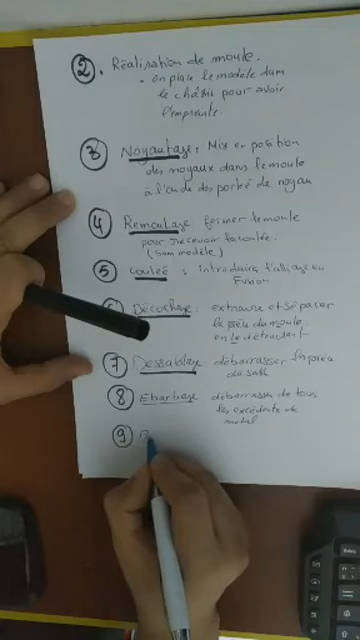 2. Réalisation de moule.
. on place le modèle dans
le châssis pour avoir
l'empreinte.
3 Noyautage: Mise en position
des noyaux dans le moule
à l'aide des portée de noyau
4 Remoulage fermer le moule
pour recevoir la coulée.
(sans modèle)
5 coulée : introduire l'alliage en
Fusion
6 Décochage: extraire et séparer
la pièce du moule
en le détruisant
7 Dessablage débarrasser la pièce
du sable
8 Ebarbage débarrasser de tous
les excédents de
métal
9